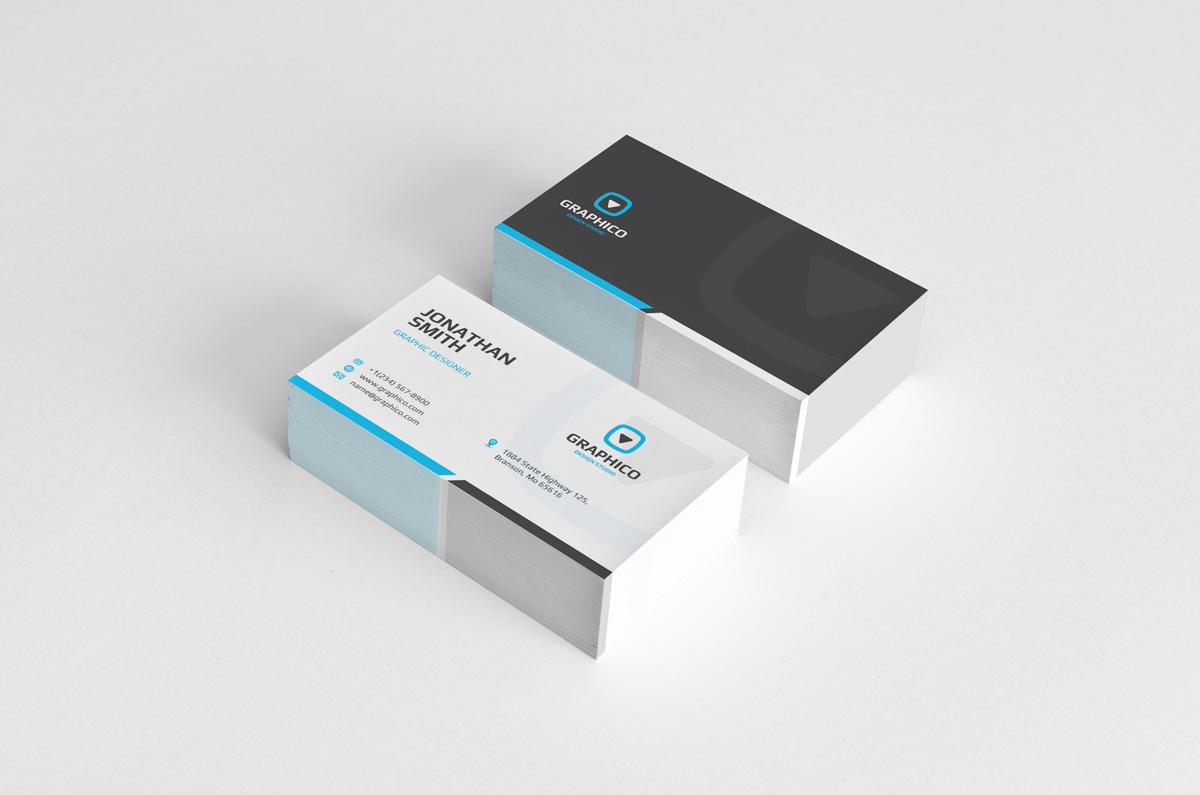 GRAPHICO
DESIGN STUDIO
JONATHAN
SMITH
GRAPHIC DESIGNER
+1(234) 567-8900
www.graphico.com
name@graphico.com
GRAPHICO
DESIGN STUDIO
1884 State Highway 125,
Branson, Mo 65616